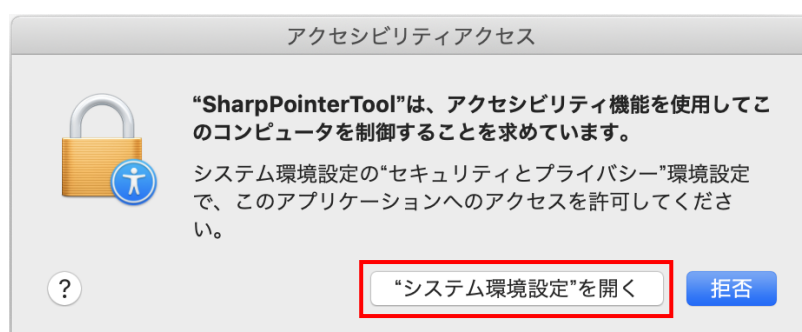 アクセシビリティアクセス
“SharpPointerTool”は、アクセシビリティ機能を使用してこ
のコンピュータを制御することを求めています。
システム環境設定の“セキュリティとプライバシー”環境設定
で、このアプリケーションへのアクセスを許可してくださ
い。
?
“システム環境設定”を開く
拒否